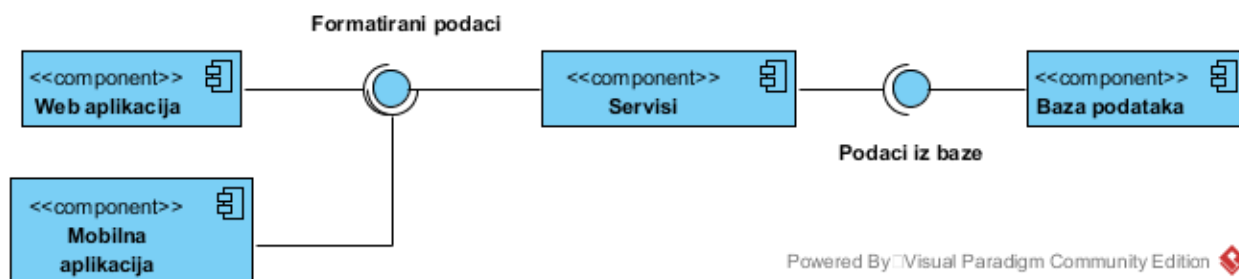 Formatirani podaci
<<component>>
Web aplikacija
<<component>>
Servisi
<<component>>
Baza podataka
Podaci iz baze
<<component>>
Mobilna
aplikacija
Powered By Visual Paradigm Community Edition